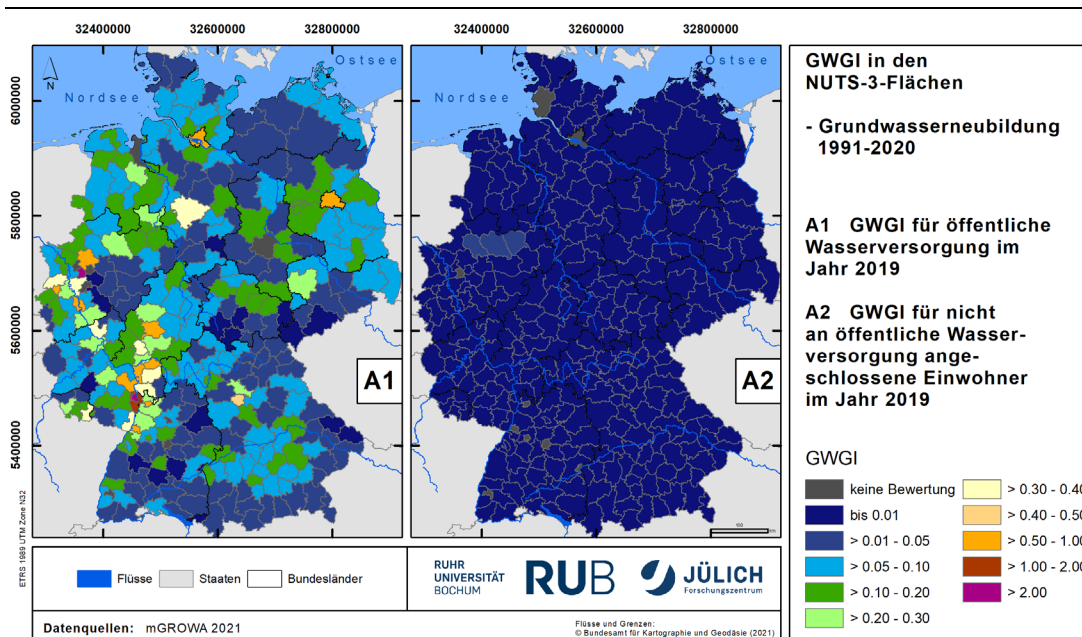 32400000 32600000 32800000
32400000 32600000 32800000
N
Nordsee
Ostsee
Nordsee
Ostsee
6000000
5800000
5600000
5400000
A1
A2
ETRS 1989 UTM Zone N32
GWGI in den
NUTS-3-Flächen
- Grundwasserneubildung
1991-2020
A1 GWGI für öffentliche
Wasserversorgung im
Jahr 2019
A2 GWGI für nicht
an öffentliche Wasser-
versorgung ange-
schlossene Einwohner
im Jahr 2019
GWGI
keine Bewertung
bis 0.01
> 0.01 - 0.05
> 0.05 - 0.10
> 0.10 - 0.20
> 0.20 - 0.30
> 0.30 - 0.40
> 0.40 - 0.50
> 0.50 - 1.00
> 1.00 - 2.00
> 2.00
Flüsse Staaten Bundesländer
RUHR
UNIVERSITÄT
BOCHUM
RUB
JÜLICH
Forschungszentrum
Datenquellen: mGROWA 2021
Flüsse und Grenzen:
© Bundesamt für Kartographie und Geodäsie (2021)